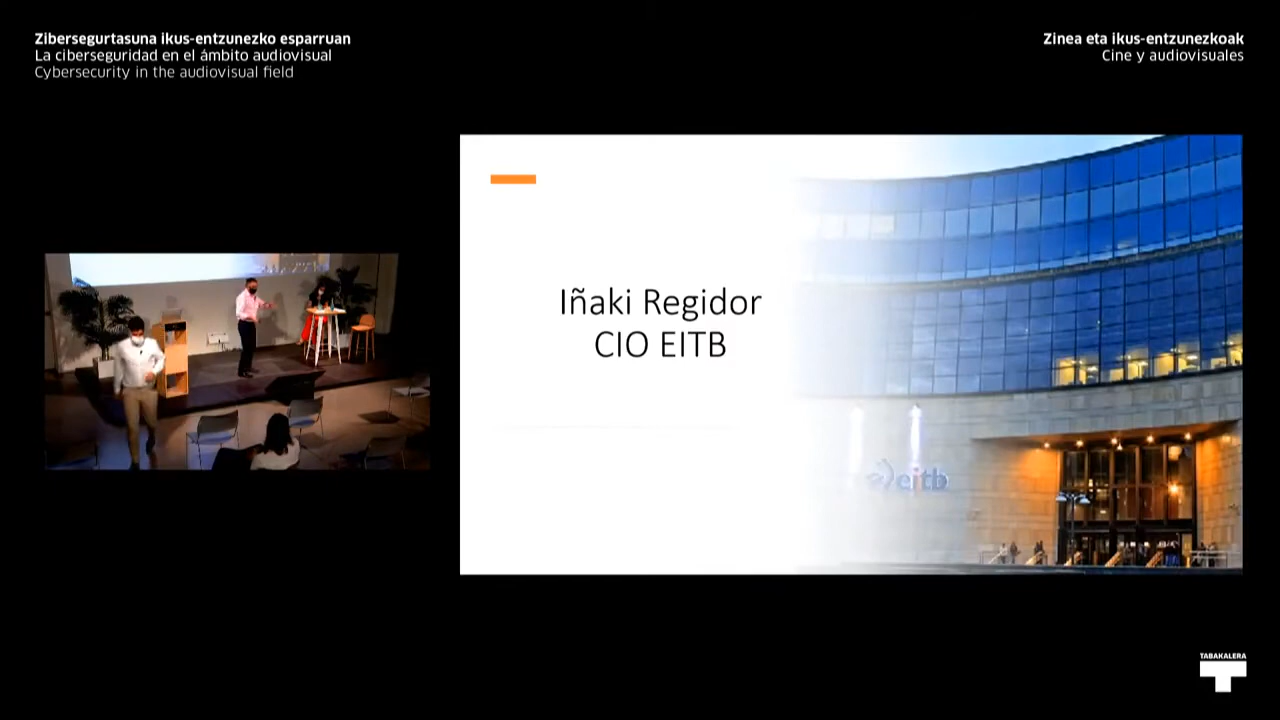 Zibersegurtasuna ikus-entzunezko esparruan
La ciberseguridad en el ámbito audiovisual
Cybersecurity in the audiovisual field
Zinea eta ikus-entzunezkoak
Cine y audiovisuales
Iñaki Regidor
CIO EITB
eitb
TABAKALERA